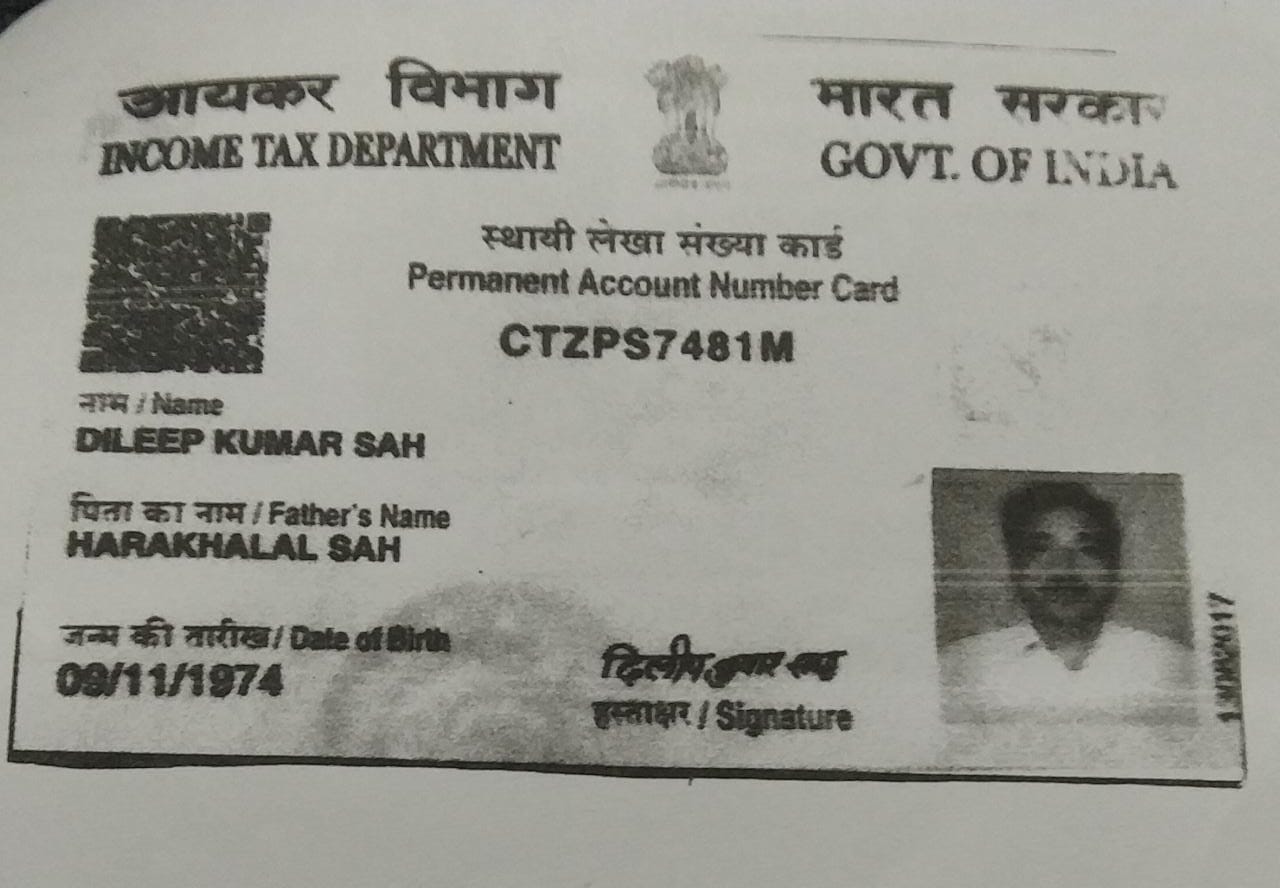 आयकर विभाग
INCOME TAX DEPARTMENT
भारत सरकार
GOVT. OF INDIA
स्थायी लेखा संख्या कार्ड
Permanent Account Number Card
CTZPS7481M
नाम / Name
DILEEP KUMAR SAH
पिता का नाम / Father's Name
HARAKHALAL SAH
जन्म की तारीख / Date of Birth
09/11/1974
दिलीप कुमार साह
हस्ताक्षर / Signature